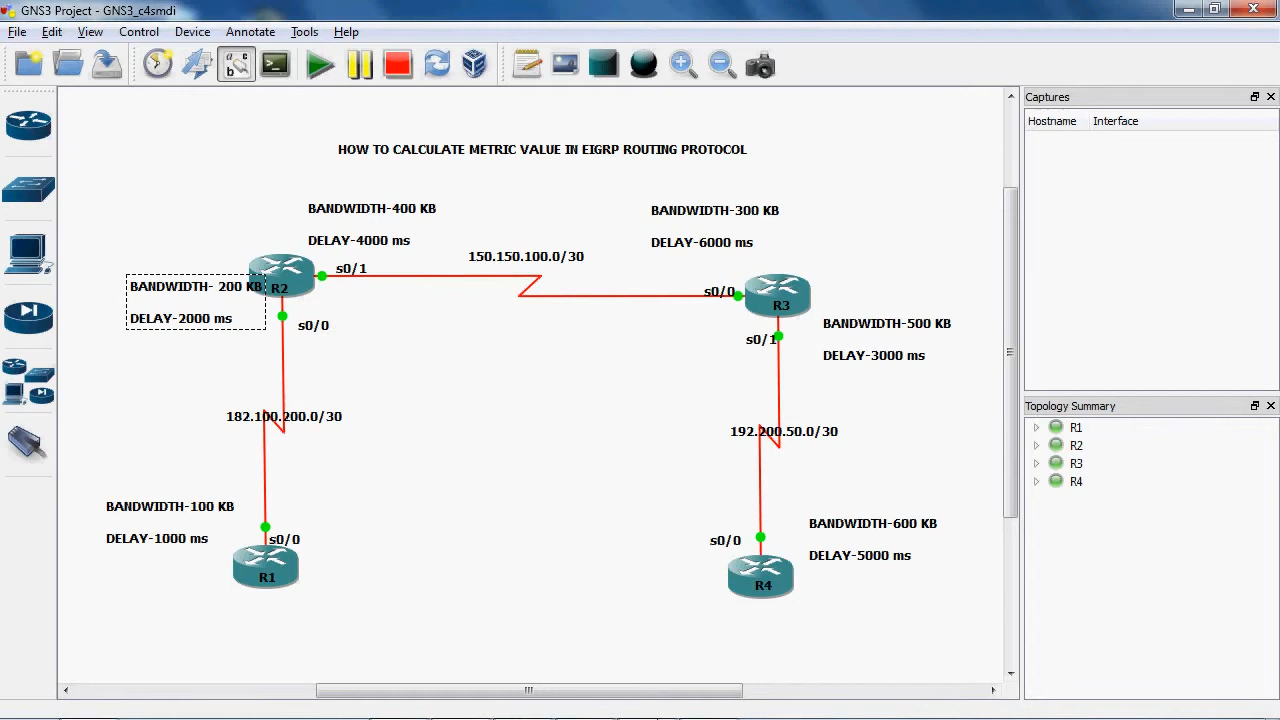 GNS3 Project - GNS3_c4smdi
File Edit View Control Device Annotate Tools Help
HOW TO CALCULATE METRIC VALUE IN EIGRP ROUTING PROTOCOL
BANDWIDTH-400 KB
DELAY-4000 ms
BANDWIDTH-300 KB
DELAY-6000 ms
150.150.100.0/30
s0/1
BANDWIDTH- 200 KB
DELAY-2000 ms
R2
s0/0
s0/0
R3
s0/1
BANDWIDTH-500 KB
DELAY-3000 ms
182.100.200.0/30
192.200.50.0/30
BANDWIDTH-100 KB
DELAY-1000 ms
s0/0
R1
s0/0
BANDWIDTH-600 KB
DELAY-5000 ms
R4
Captures
Hostname Interface
Topology Summary
R1
R2
R3
R4